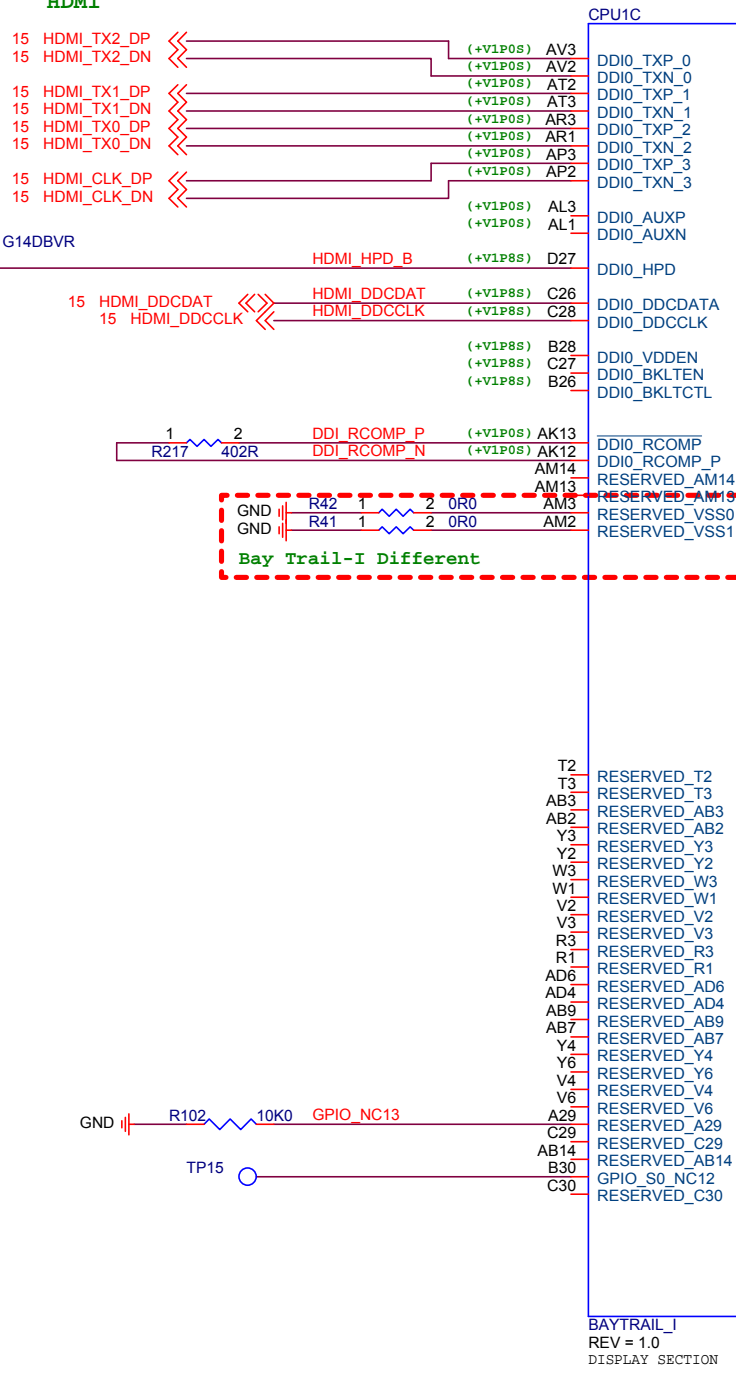 HDMI
CPU1C
15 HDMI_TX2_DP (+V1P0S) AV3 DDI0_TXP_0
15 HDMI_TX2_DN (+V1P0S) AV2 DDI0_TXN_0
15 HDMI_TX1_DP (+V1P0S) AT2 DDI0_TXP_1
15 HDMI_TX1_DN (+V1P0S) AT3 DDI0_TXN_1
15 HDMI_TX0_DP (+V1P0S) AR3 DDI0_TXP_2
15 HDMI_TX0_DN (+V1P0S) AR1 DDI0_TXN_2
15 HDMI_CLK_DP (+V1P0S) AP3 DDI0_TXP_3
15 HDMI_CLK_DN (+V1P0S) AP2 DDI0_TXN_3
(+V1P0S) AL3 DDI0_AUXP
(+V1P0S) AL1 DDI0_AUXN
G14DBVR
HDMI_HPD_B (+V1P8S) D27 DDI0_HPD
15 HDMI_DDCDAT HDMI_DDCDAT (+V1P8S) C26 DDI0_DDCDATA
15 HDMI_DDCCLK HDMI_DDCCLK (+V1P8S) C28 DDI0_DDCCLK
(+V1P8S) B28 DDI0_VDDEN
(+V1P8S) C27 DDI0_BKLTEN
(+V1P8S) B26 DDI0_BKLTCTL
1 2 DDI_RCOMP_P (+V1P0S) AK13 DDI0_RCOMP
R217 402R DDI_RCOMP_N (+V1P0S) AK12 DDI0_RCOMP_P
AM14 RESERVED_AM14
AM13 RESERVED_AM13
GND R42 1 2 0R0 AM3 RESERVED_VSS0
GND R41 1 2 0R0 AM2 RESERVED_VSS1
Bay Trail-I Different
T2 RESERVED_T2
T3 RESERVED_T3
AB3 RESERVED_AB3
AB2 RESERVED_AB2
Y3 RESERVED_Y3
Y2 RESERVED_Y2
W3 RESERVED_W3
W1 RESERVED_W1
V2 RESERVED_V2
V3 RESERVED_V3
R3 RESERVED_R3
R1 RESERVED_R1
AD6 RESERVED_AD6
AD4 RESERVED_AD4
AB9 RESERVED_AB9
AB7 RESERVED_AB7
Y4 RESERVED_Y4
Y6 RESERVED_Y6
V4 RESERVED_V4
V6 RESERVED_V6
GND R102 10K0 GPIO_NC13 A29 RESERVED_A29
C29 RESERVED_C29
AB14 RESERVED_AB14
TP15 B30 GPIO_S0_NC12
C30 RESERVED_C30
BAYTRAIL_I
REV = 1.0
DISPLAY SECTION